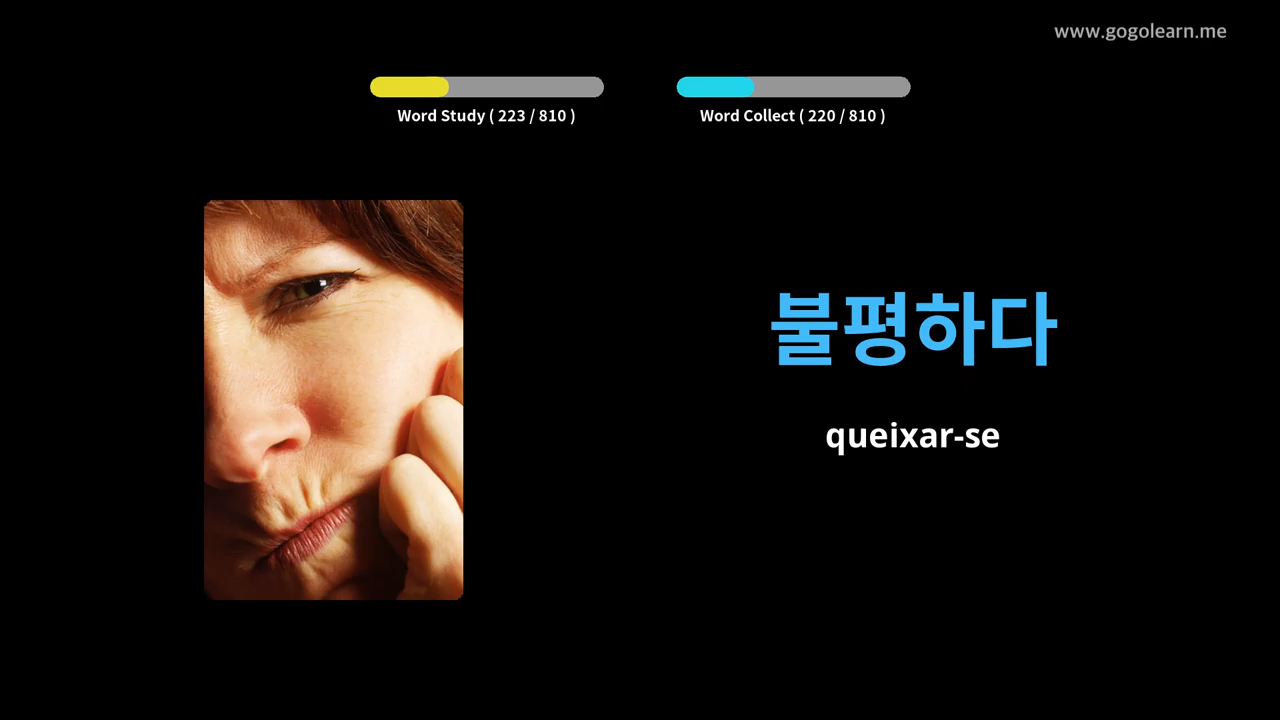 www.gogolearn.me
Word Study ( 223 / 810 )
Word Collect ( 220 / 810 )
불평하다
queixar-se